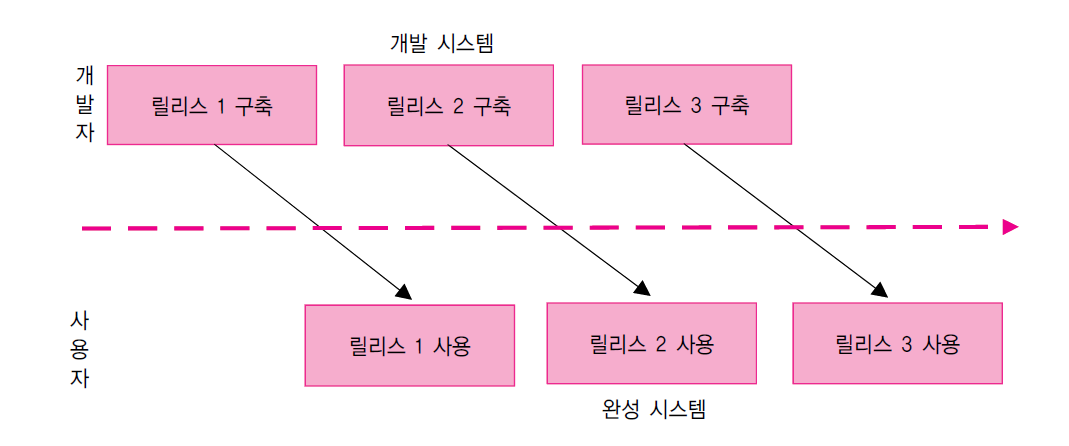 개발 시스템
개발자
릴리스 1 구축
릴리스 2 구축
릴리스 3 구축
사용자
릴리스 1 사용
릴리스 2 사용
릴리스 3 사용
완성 시스템